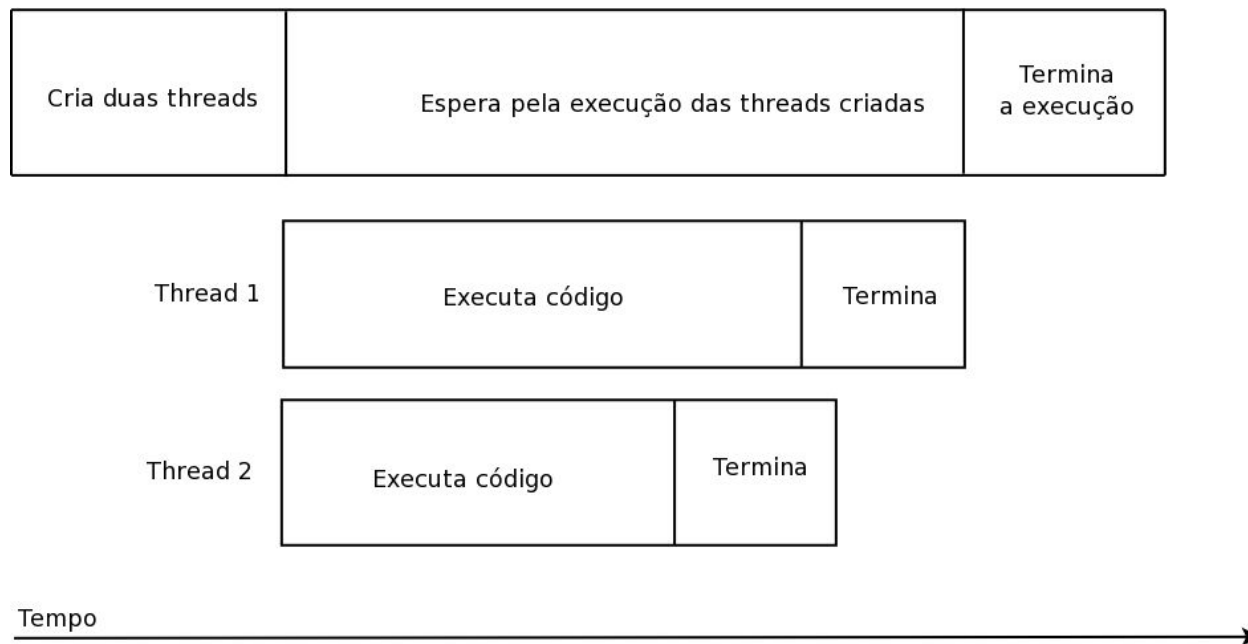 Cria duas threads
Espera pela execução das threads criadas
Termina
a execução
Thread 1
Executa código
Termina
Thread 2
Executa código
Termina
Tempo